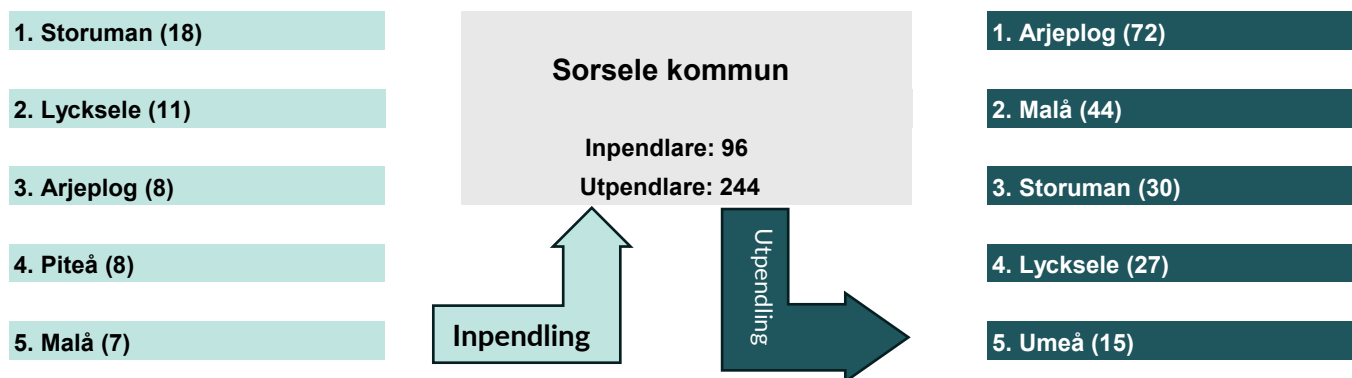 1. Storuman (18)
2. Lycksele (11)
3. Arjeplog (8)
4. Piteå (8)
5. Malå (7)
Sorsele kommun
Inpendlare: 96
Utpendlare: 244
Inpendling
Utpendling
1. Arjeplog (72)
2. Malå (44)
3. Storuman (30)
4. Lycksele (27)
5. Umeå (15)